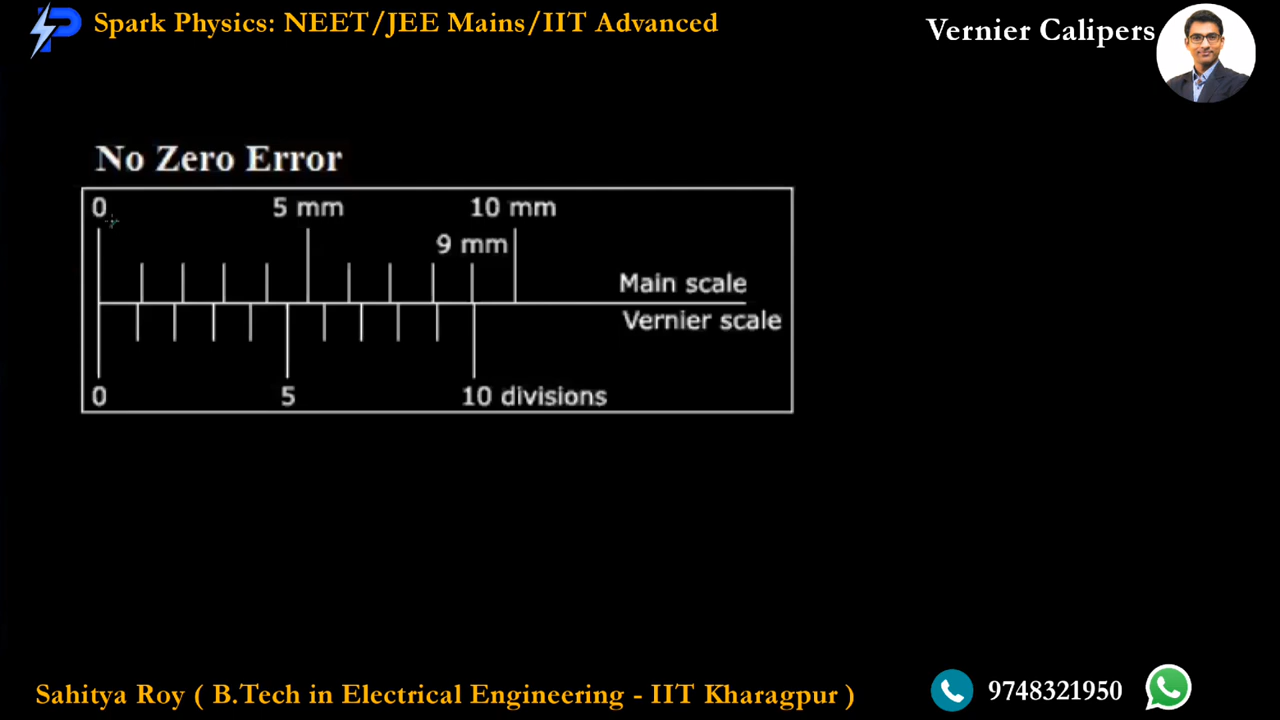 Spark Physics: NEET/JEE Mains/IIT Advanced
Vernier Calipers
No Zero Error
0 5 mm 10 mm
9 mm
Main scale
Vernier scale
0 5 10 divisions
Sahitya Roy ( B.Tech in Electrical Engineering - IIT Kharagpur )
9748321950